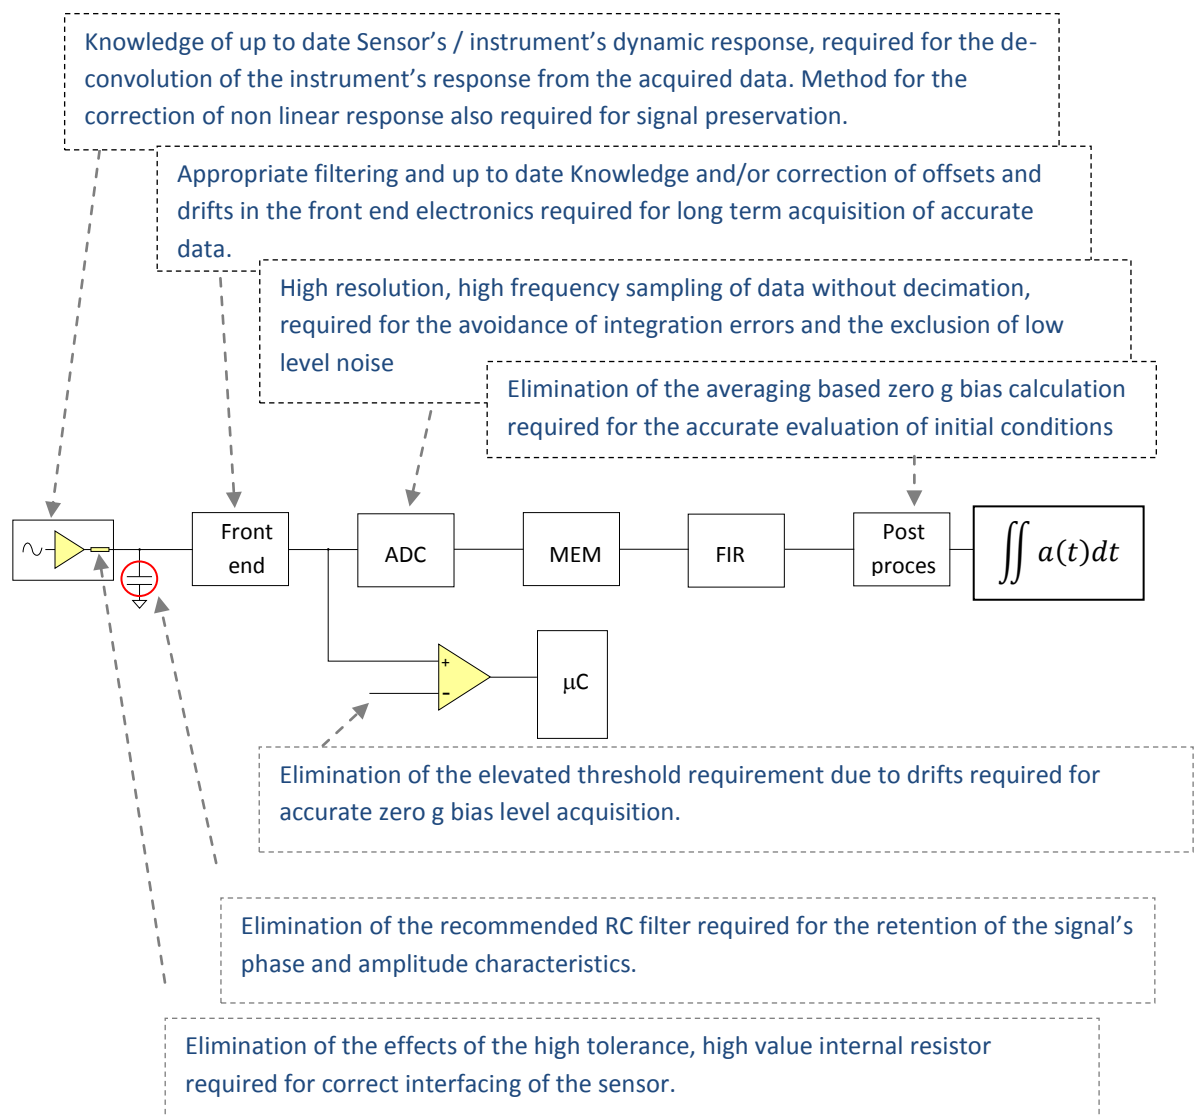 Knowledge of up to date Sensor’s / instrument’s dynamic response, required for the de-
convolution of the instrument’s response from the acquired data. Method for the
correction of non linear response also required for signal preservation.
Appropriate filtering and up to date Knowledge and/or correction of offsets and
drifts in the front end electronics required for long term acquisition of accurate
data.
High resolution, high frequency sampling of data without decimation,
required for the avoidance of integration errors and the exclusion of low
level noise
Elimination of the averaging based zero g bias calculation
required for the accurate evaluation of initial conditions
Front
end
ADC
MEM
FIR
Post
proces
∬ a(t)dt
+
-
μC
Elimination of the elevated threshold requirement due to drifts required for
accurate zero g bias level acquisition.
Elimination of the recommended RC filter required for the retention of the signal’s
phase and amplitude characteristics.
Elimination of the effects of the high tolerance, high value internal resistor
required for correct interfacing of the sensor.